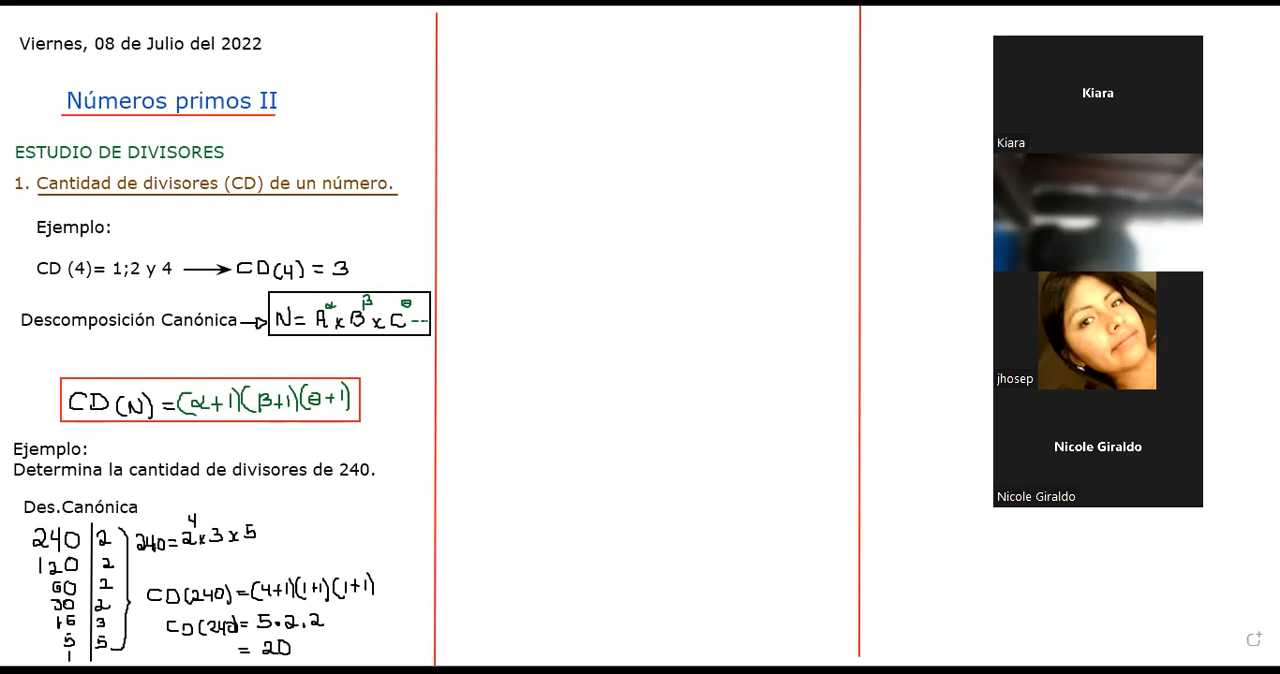 Viernes, 08 de Julio del 2022
Números primos II
ESTUDIO DE DIVISORES
1. Cantidad de divisores (CD) de un número.
Ejemplo:
CD (4)= 1;2 y 4 → CD(4) = 3
Descomposición Canónica → N = A^α x B^β x C^θ ---
CD(N) = (α+1)(β+1)(θ+1)
Ejemplo:
Determina la cantidad de divisores de 240.
Des.Canónica
240 | 2
120 | 2
60 | 2
30 | 2
15 | 3
5 | 5
1
240 = 2^4 x 3 x 5
CD(240) = (4+1)(1+1)(1+1)
CD(240) = 5.2.2
= 20
Kiara
Kiara
jhosep
Nicole Giraldo
Nicole Giraldo